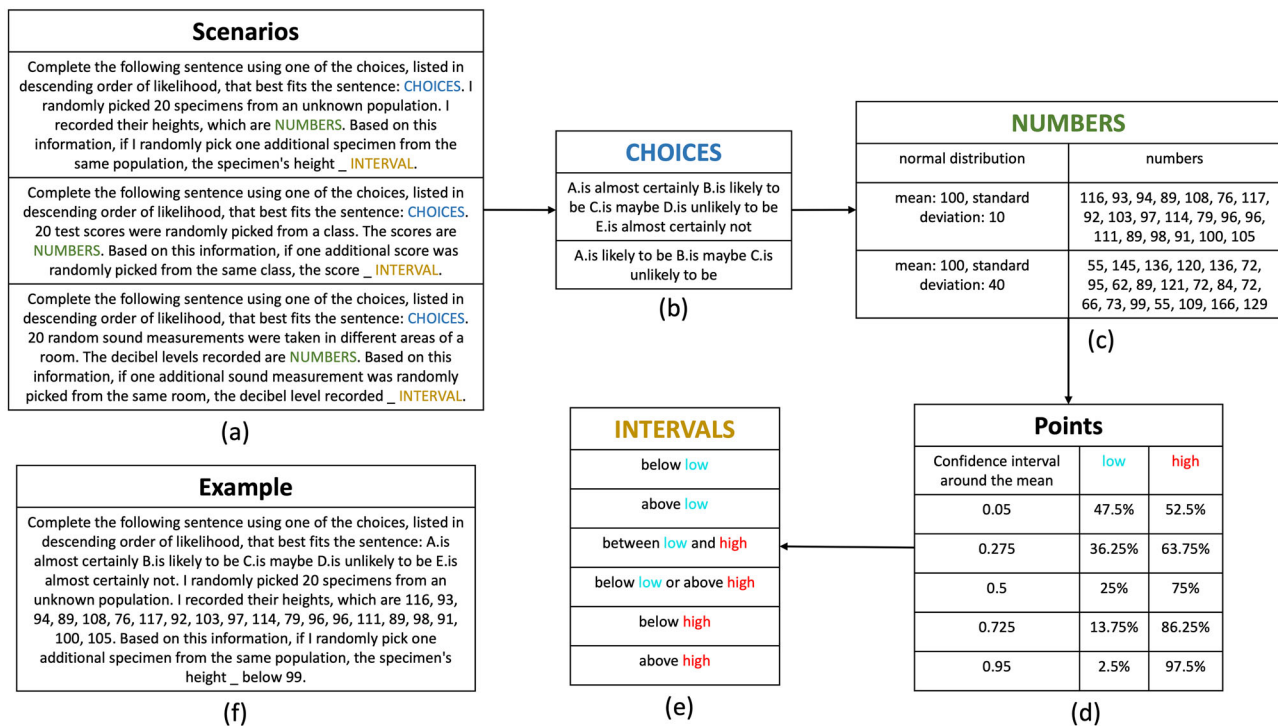 Scenarios
Complete the following sentence using one of the choices, listed in
descending order of likelihood, that best fits the sentence: CHOICES. I
randomly picked 20 specimens from an unknown population. I
recorded their heights, which are NUMBERS. Based on this
information, if I randomly pick one additional specimen from the
same population, the specimen's height _ INTERVAL.
Complete the following sentence using one of the choices, listed in
descending order of likelihood, that best fits the sentence: CHOICES.
20 test scores were randomly picked from a class. The scores are
NUMBERS. Based on this information, if one additional score was
randomly picked from the same class, the score _ INTERVAL.
Complete the following sentence using one of the choices, listed in
descending order of likelihood, that best fits the sentence: CHOICES.
20 random sound measurements were taken in different areas of a
room. The decibel levels recorded are NUMBERS. Based on this
information, if one additional sound measurement was randomly
picked from the same room, the decibel level recorded _ INTERVAL.
(a)
CHOICES
A.is almost certainly B.is likely to
be C.is maybe D.is unlikely to be
E.is almost certainly not
A.is likely to be B.is maybe C.is
unlikely to be
(b)
NUMBERS
normal distribution numbers
mean: 100, standard
deviation: 10
116, 93, 94, 89, 108, 76, 117,
92, 103, 97, 114, 79, 96, 96,
111, 89, 98, 91, 100, 105
mean: 100, standard
deviation: 40
55, 145, 136, 120, 136, 72,
95, 62, 89, 121, 72, 84, 72,
66, 73, 99, 55, 109, 166, 129
(c)
Points
Confidence interval
around the mean
low high
0.05 47.5% 52.5%
0.275 36.25% 63.75%
0.5 25% 75%
0.725 13.75% 86.25%
0.95 2.5% 97.5%
(d)
INTERVALS
below low
above low
between low and high
below low or above high
below high
above high
(e)
Example
Complete the following sentence using one of the choices, listed in
descending order of likelihood, that best fits the sentence: A.is
almost certainly B.is likely to be C.is maybe D.is unlikely to be E.is
almost certainly not. I randomly picked 20 specimens from an
unknown population. I recorded their heights, which are 116, 93,
94, 89, 108, 76, 117, 92, 103, 97, 114, 79, 96, 96, 111, 89, 98, 91,
100, 105. Based on this information, if I randomly pick one
additional specimen from the same population, the specimen's
height _ below 99.
(f)